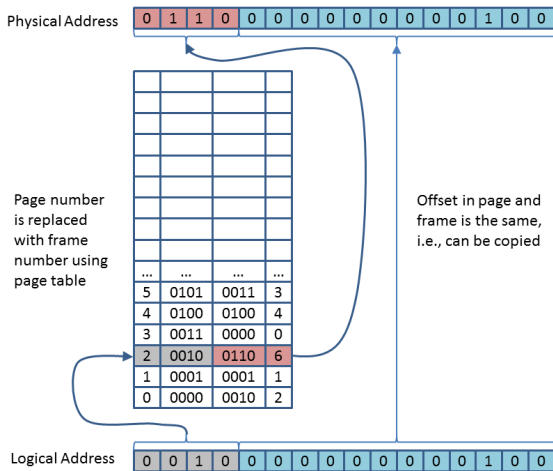 Physical Address 0 1 1 0 0 0 0 0 0 0 0 0 0 1 0 0
Page number
is replaced
with frame
number using
page table
Offset in page and
frame is the same,
i.e., can be copied
... ... ... ...
5 0101 0011 3
4 0100 0100 4
3 0011 0000 0
2 0010 0110 6
1 0001 0001 1
0 0000 0010 2
Logical Address 0 0 1 0 0 0 0 0 0 0 0 0 0 1 0 0